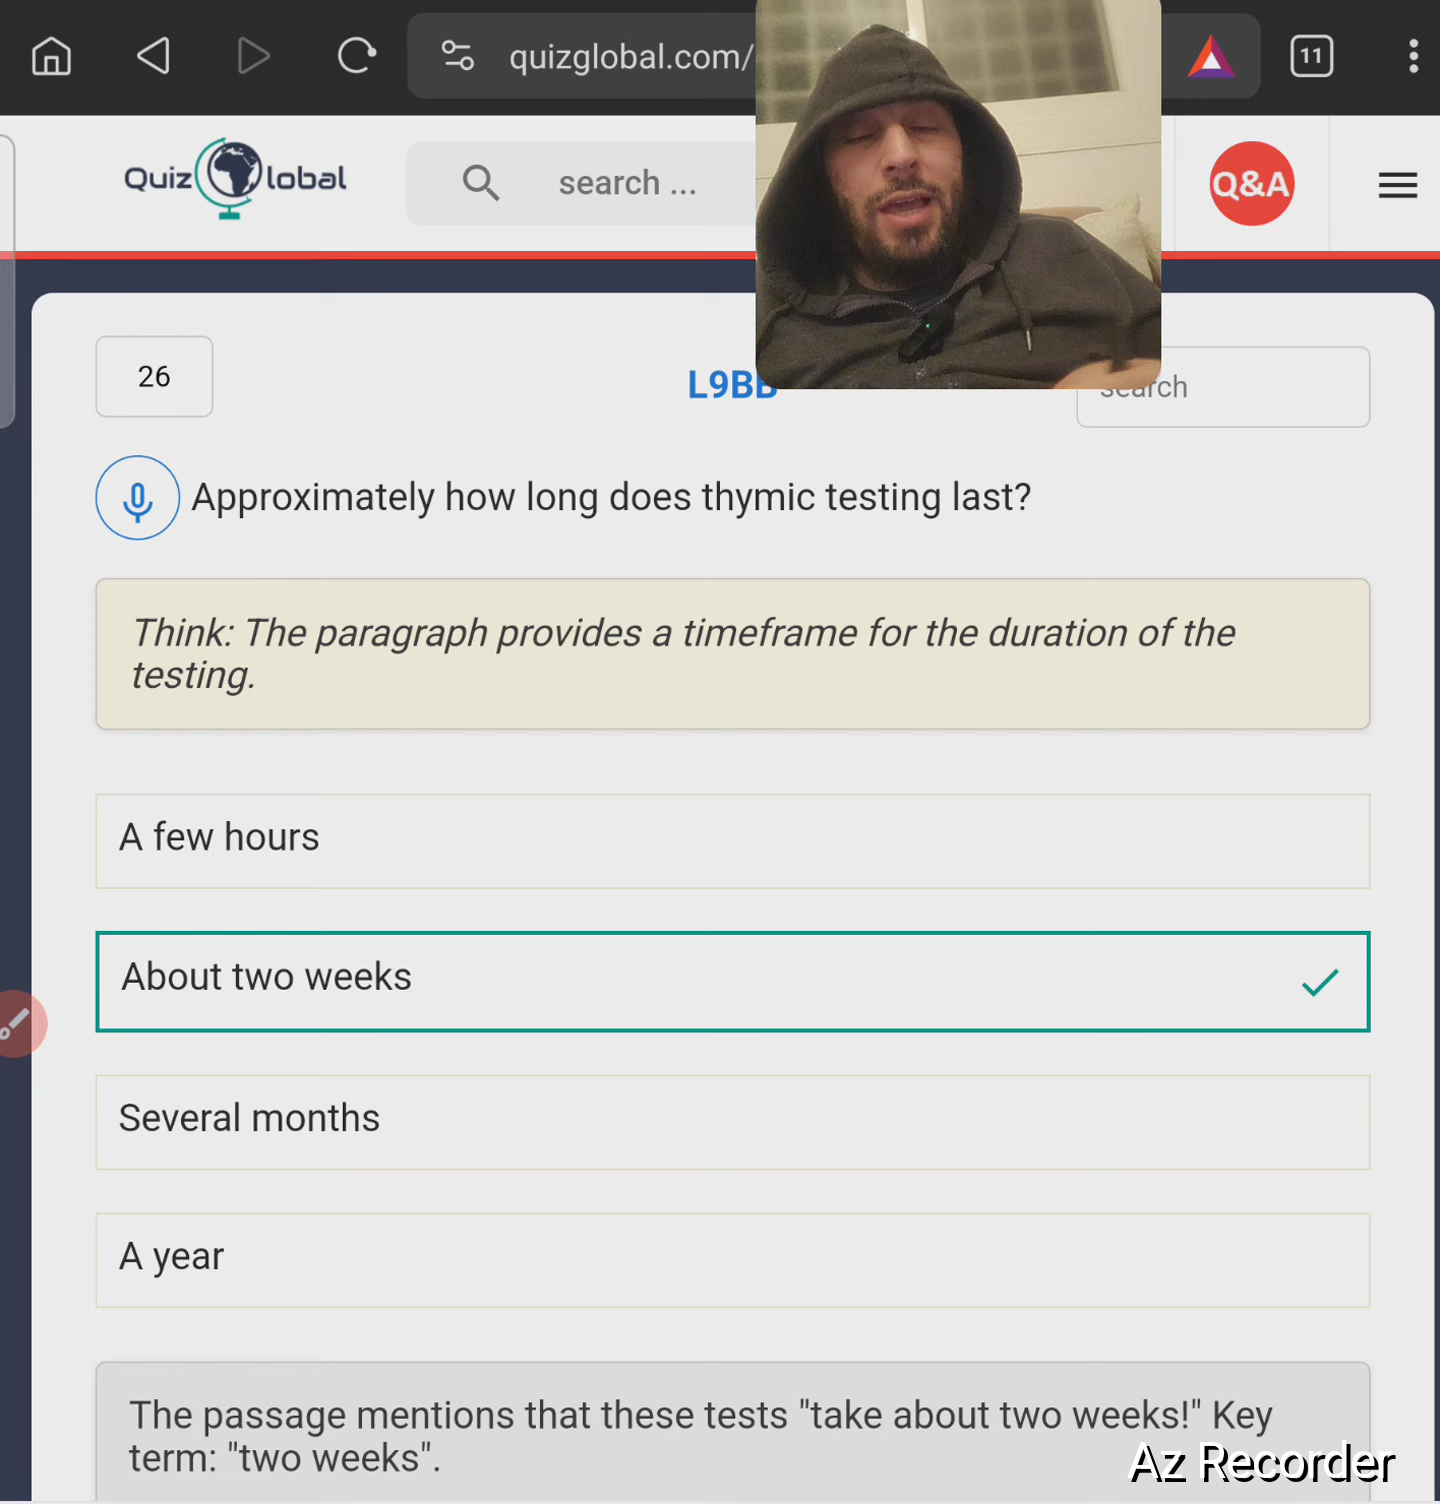 quizglobal.com/
11
Quiz Global
search ...
Q&A
26
L9BB
search
Approximately how long does thymic testing last?
Think: The paragraph provides a timeframe for the duration of the
testing.
A few hours
About two weeks
Several months
A year
The passage mentions that these tests "take about two weeks!" Key
term: "two weeks".
Az Recorder